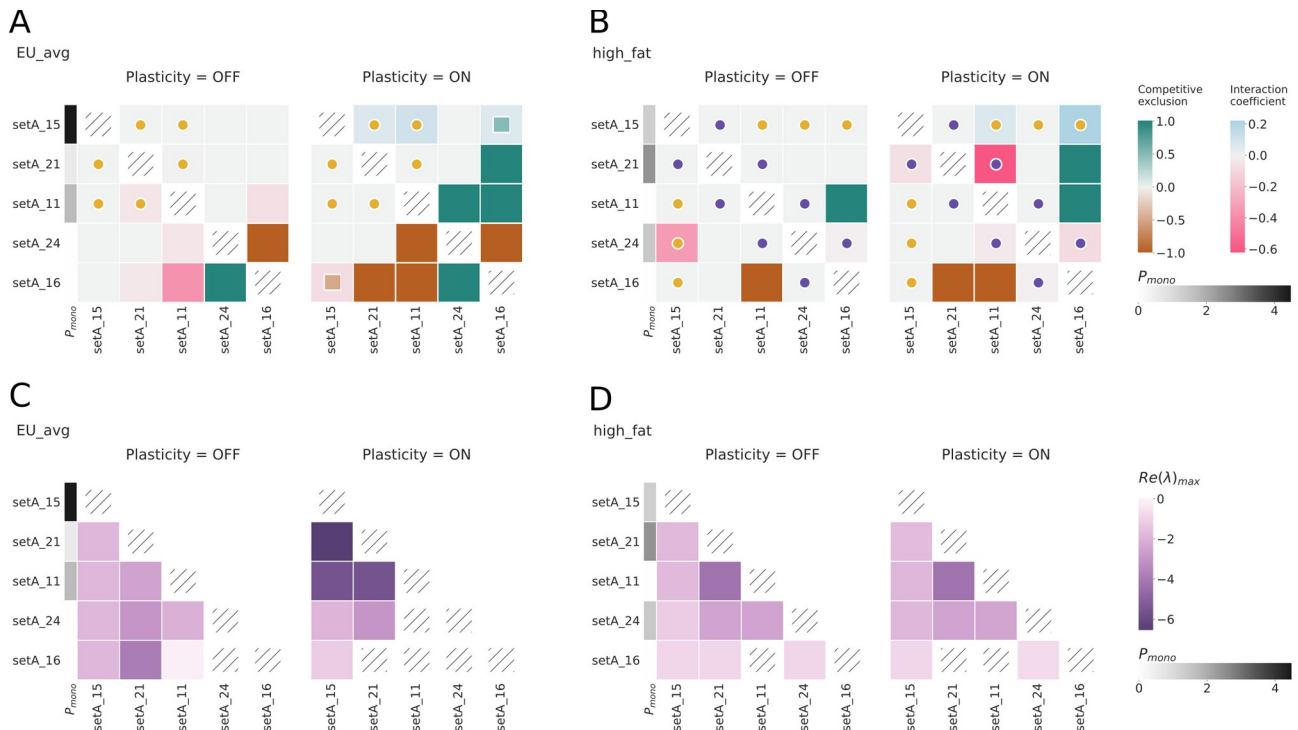 A
EU_avg
Plasticity = OFF
Plasticity = ON
setA_15
setA_21
setA_11
setA_24
setA_16
P_mono
setA_15
setA_21
setA_11
setA_24
setA_16
setA_15
setA_21
setA_11
setA_24
setA_16
B
high_fat
Plasticity = OFF
Plasticity = ON
setA_15
setA_21
setA_11
setA_24
setA_16
P_mono
setA_15
setA_21
setA_11
setA_24
setA_16
setA_15
setA_21
setA_11
setA_24
setA_16
Competitive
exclusion
1.0
0.5
0.0
−0.5
−1.0
Interaction
coefficient
0.2
0.0
−0.2
−0.4
−0.6
P_mono
0 2 4
C
EU_avg
Plasticity = OFF
Plasticity = ON
setA_15
setA_21
setA_11
setA_24
setA_16
P_mono
setA_15
setA_21
setA_11
setA_24
setA_16
setA_15
setA_21
setA_11
setA_24
setA_16
D
high_fat
Plasticity = OFF
Plasticity = ON
setA_15
setA_21
setA_11
setA_24
setA_16
P_mono
setA_15
setA_21
setA_11
setA_24
setA_16
setA_15
setA_21
setA_11
setA_24
setA_16
Re(λ)_max
0
−2
−4
−6
P_mono
0 2 4